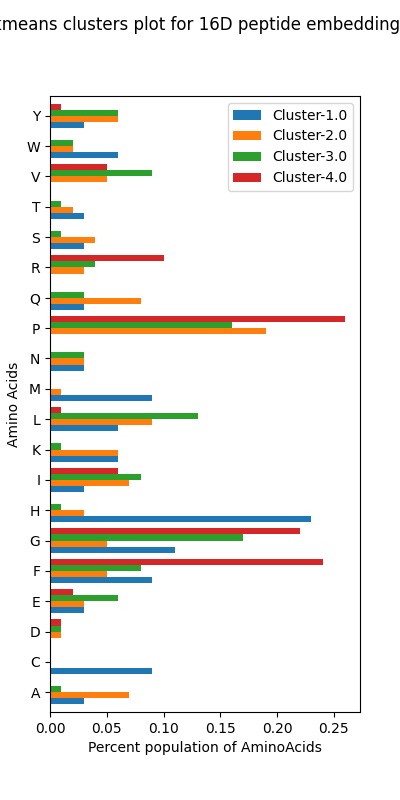 means clusters plot for 16D peptide embedding
Cluster-1.0
Cluster-2.0
Cluster-3.0
Cluster-4.0
Y
W
V
T
S
R
Q
P
N
M
L
K
I
H
G
F
E
D
C
A
Amino Acids
0.00 0.05 0.10 0.15 0.20 0.25
Percent population of AminoAcids